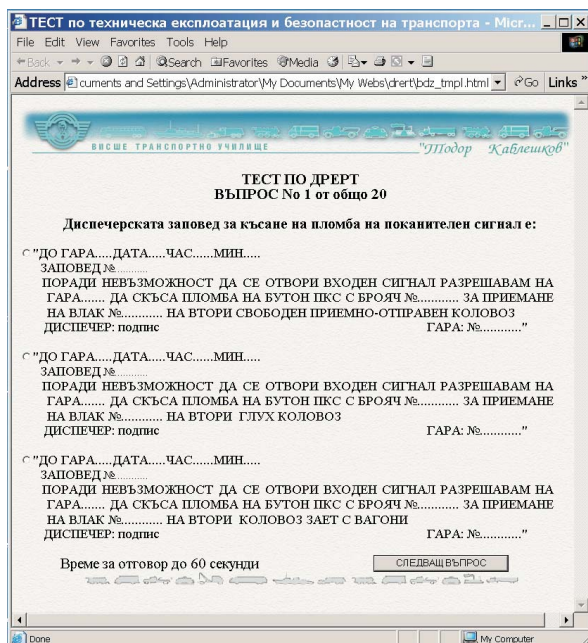 ТЕСТ по техническа експлоатация и безопастност на транспорта - Micr...
File Edit View Favorites Tools Help
Back Search Favorites Media
Address cuments and Settings\Administrator\My Documents\My Webs\drert\bdz_tmpl.html Go Links »
ВИСШЕ ТРАНСПОРТНО УЧИЛИЩЕ "Тодор Каблешков"
ТЕСТ ПО ДРЕРТ
ВЪПРОС No 1 от общо 20
Диспечерската заповед за късане на пломба на поканителен сигнал е:
"ДО ГАРА.....ДАТА.....ЧАС......МИН.....
ЗАПОВЕД №...........
ПОРАДИ НЕВЪЗМОЖНОСТ ДА СЕ ОТВОРИ ВХОДЕН СИГНАЛ РАЗРЕШАВАМ НА
ГАРА....... ДА СКЪСА ПЛОМБА НА БУТОН ПКС С БРОЯЧ №........... ЗА ПРИЕМАНЕ
НА ВЛАК №........... НА ВТОРИ СВОБОДЕН ПРИЕМНО-ОТПРАВЕН КОЛОВОЗ
ДИСПЕЧЕР: подпис ГАРА: №..........."
"ДО ГАРА.....ДАТА.....ЧАС......МИН.....
ЗАПОВЕД №...........
ПОРАДИ НЕВЪЗМОЖНОСТ ДА СЕ ОТВОРИ ВХОДЕН СИГНАЛ РАЗРЕШАВАМ НА
ГАРА....... ДА СКЪСА ПЛОМБА НА БУТОН ПКС С БРОЯЧ №........... ЗА ПРИЕМАНЕ
НА ВЛАК №........... НА ВТОРИ ГЛУХ КОЛОВОЗ
ДИСПЕЧЕР: подпис ГАРА: №..........."
"ДО ГАРА.....ДАТА.....ЧАС......МИН.....
ЗАПОВЕД №...........
ПОРАДИ НЕВЪЗМОЖНОСТ ДА СЕ ОТВОРИ ВХОДЕН СИГНАЛ РАЗРЕШАВАМ НА
ГАРА....... ДА СКЪСА ПЛОМБА НА БУТОН ПКС С БРОЯЧ №........... ЗА ПРИЕМАНЕ
НА ВЛАК №........... НА ВТОРИ КОЛОВОЗ ЗАЕТ С ВАГОНИ
ДИСПЕЧЕР: подпис ГАРА: №..........."
Време за отговор до 60 секунди СЛЕДВАЩ ВЪПРОС
Done My Computer